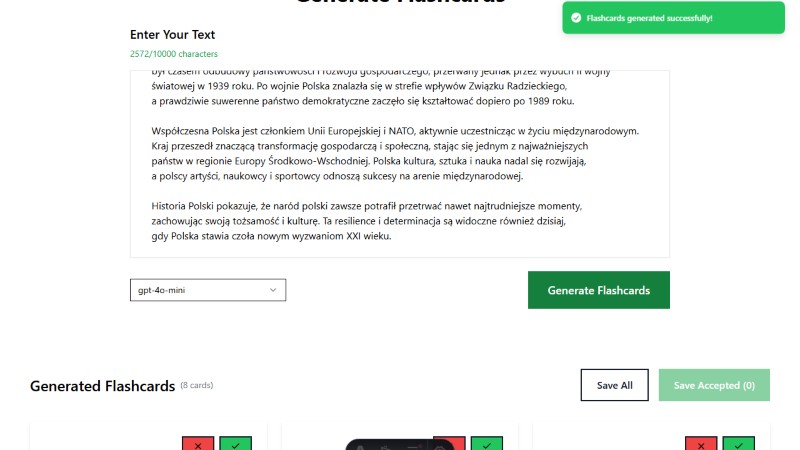 Generate Flashcards
Flashcards generated successfully!
Enter Your Text
2572/10000 characters
był czasem odbudowy państwowości i rozwoju gospodarczego, przerwany jednak przez wybuch II wojny
światowej w 1939 roku. Po wojnie Polska znalazła się w strefie wpływów Związku Radzieckiego,
a prawdziwie suwerenne państwo demokratyczne zaczęło się kształtować dopiero po 1989 roku.
Współczesna Polska jest członkiem Unii Europejskiej i NATO, aktywnie uczestnicząc w życiu międzynarodowym.
Kraj przeszedł znaczącą transformację gospodarczą i społeczną, stając się jednym z najważniejszych
państw w regionie Europy Środkowo-Wschodniej. Polska kultura, sztuka i nauka nadal się rozwijają,
a polscy artyści, naukowcy i sportowcy odnoszą sukcesy na arenie międzynarodowej.
Historia Polski pokazuje, że naród polski zawsze potrafił przetrwać nawet najtrudniejsze momenty,
zachowując swoją tożsamość i kulturę. Ta resilience i determinacja są widoczne również dzisiaj,
gdy Polska stawia czoła nowym wyzwaniom XXI wieku.
gpt-4o-mini
Generate Flashcards
Generated Flashcards (8 cards)
Save All
Save Accepted (0)